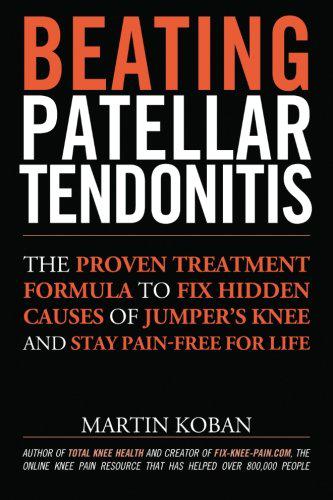 BEATING
PATELLAR
TENDONITIS
THE PROVEN TREATMENT
FORMULA TO FIX HIDDEN
CAUSES OF JUMPER'S KNEE
AND STAY PAIN-FREE FOR LIFE
MARTIN KOBAN
AUTHOR OF TOTAL KNEE HEALTH AND CREATOR OF FIX-KNEE-PAIN.COM, THE
ONLINE KNEE PAIN RESOURCE THAT HAS HELPED OVER 800,000 PEOPLE